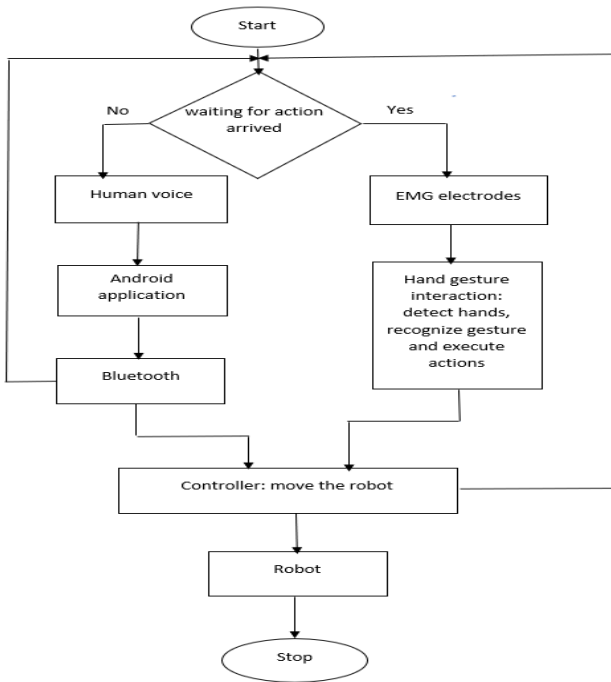 Start
waiting for action
arrived
No
Yes
Human voice
EMG electrodes
Android
application
Hand gesture
interaction:
detect hands,
recognize gesture
and execute
actions
Bluetooth
Controller: move the robot
Robot
Stop